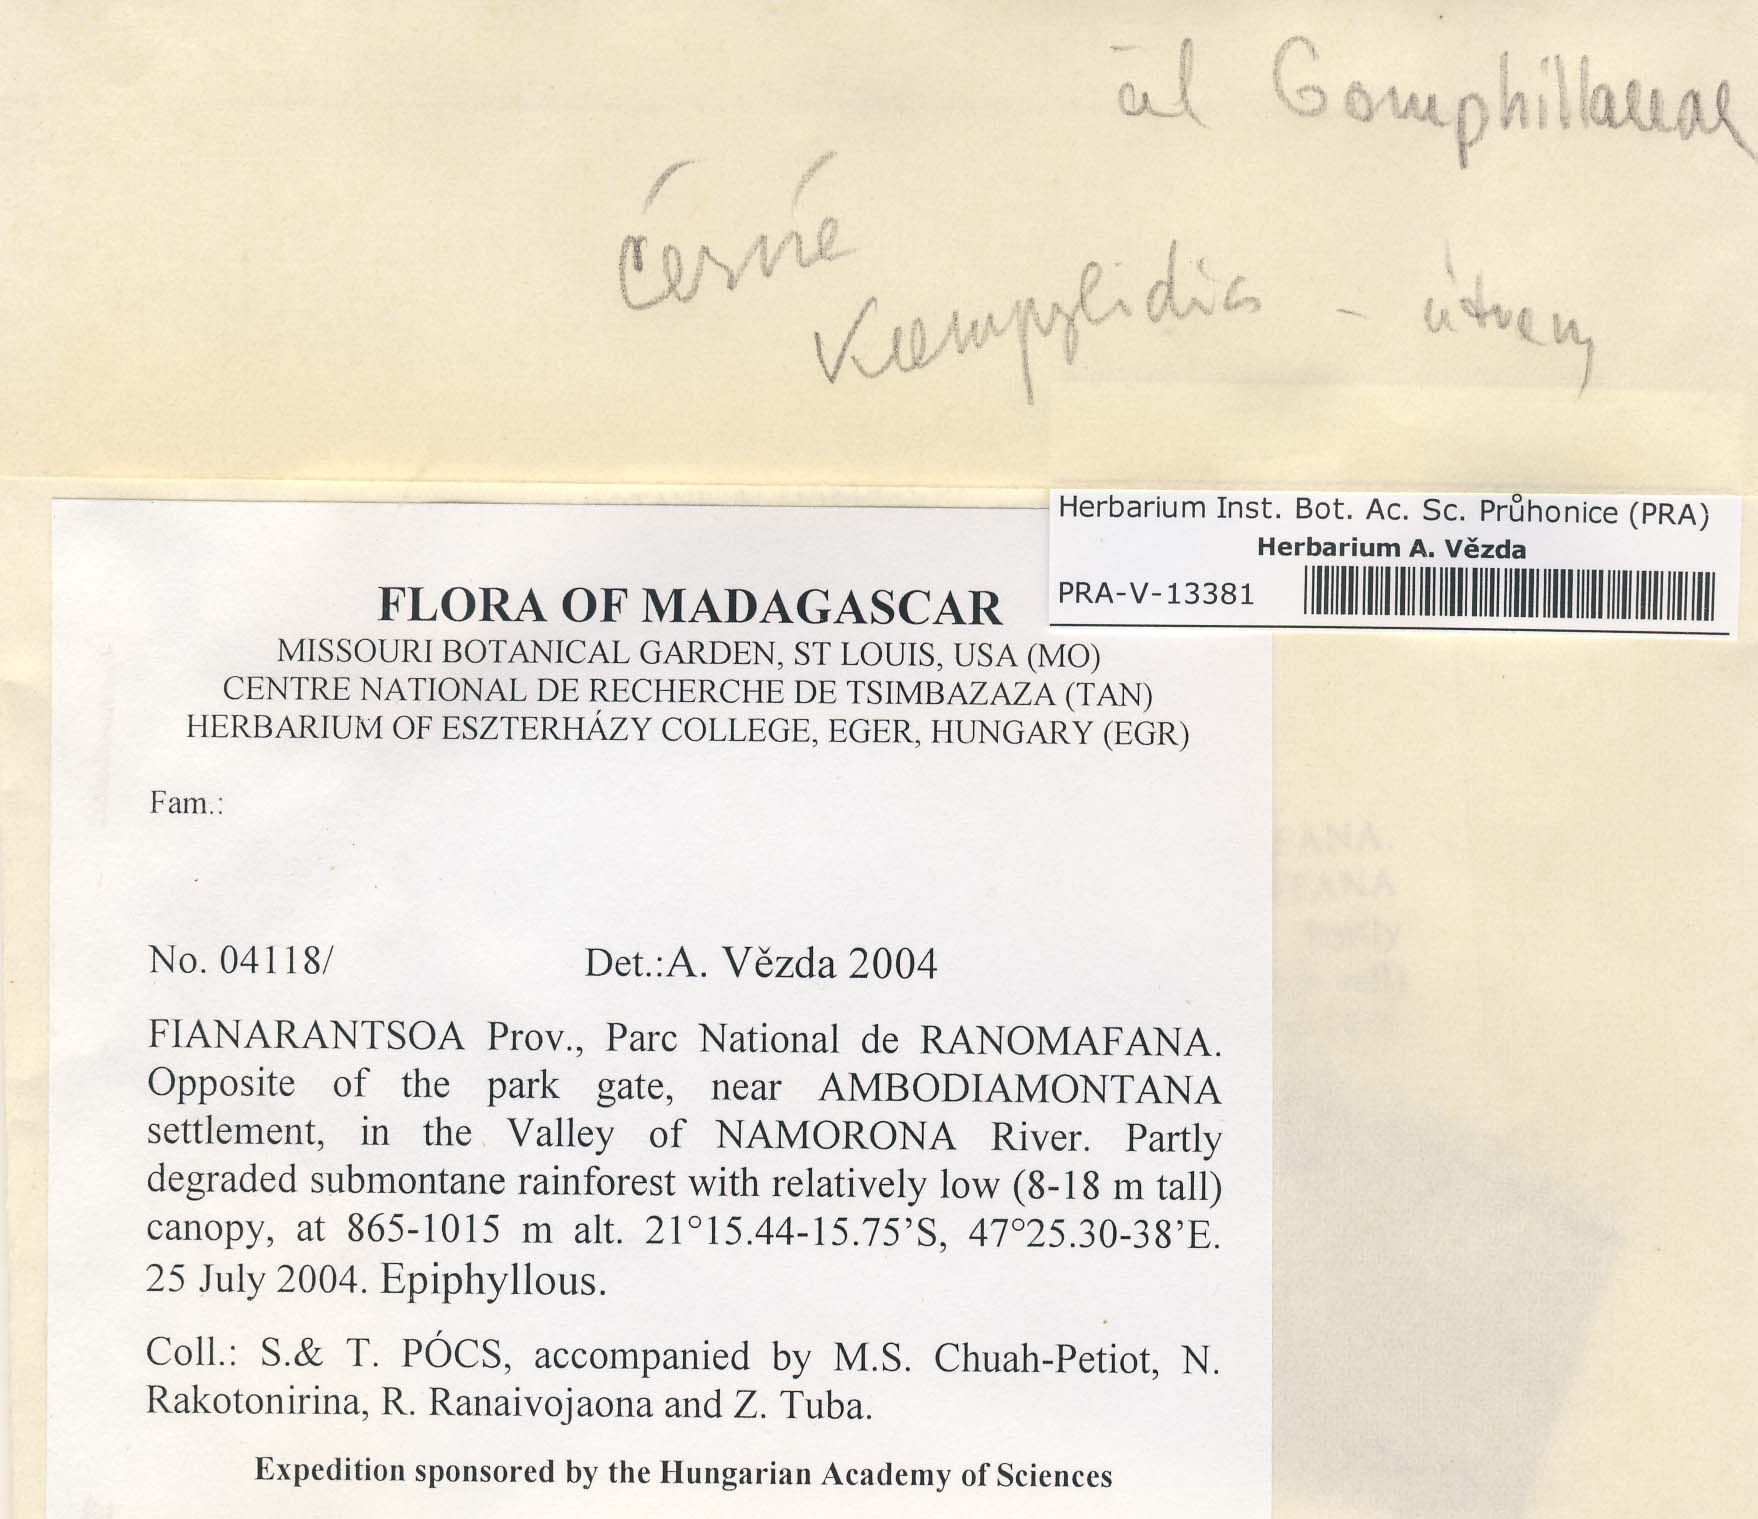 čil Gomphillaceae
černé
kampylidia - útvary
Herbarium Inst. Bot. Ac. Sc. Průhonice (PRA)
Herbarium A. Vězda
PRA-V-13381
FLORA OF MADAGASCAR
MISSOURI BOTANICAL GARDEN, ST LOUIS, USA (MO)
CENTRE NATIONAL DE RECHERCHE DE TSIMBAZAZA (TAN)
HERBARIUM OF ESZTERHÁZY COLLEGE, EGER, HUNGARY (EGR)
Fam.:
No. 04118/ Det.:A. Vězda 2004
FIANARANTSOA Prov., Parc National de RANOMAFANA.
Opposite of the park gate, near AMBODIAMONTANA
settlement, in the Valley of NAMORONA River. Partly
degraded submontane rainforest with relatively low (8-18 m tall)
canopy, at 865-1015 m alt. 21°15.44-15.75’S, 47°25.30-38’E.
25 July 2004. Epiphyllous.
Coll.: S.& T. PÓCS, accompanied by M.S. Chuah-Petiot, N.
Rakotonirina, R. Ranaivojaona and Z. Tuba.
Expedition sponsored by the Hungarian Academy of Sciences